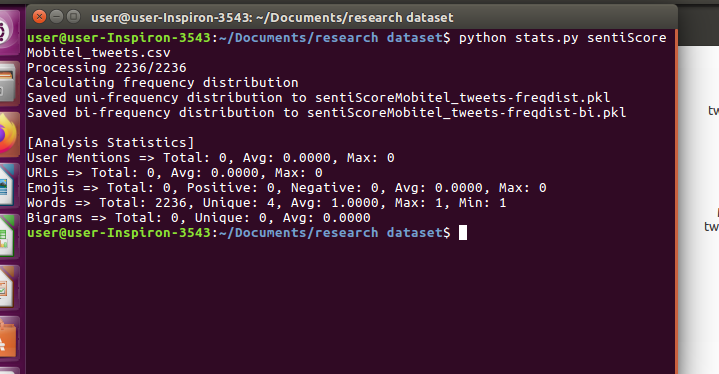 user@user-Inspiron-3543: ~/Documents/research dataset
user@user-Inspiron-3543:~/Documents/research dataset$ python stats.py sentiScore
Mobitel_tweets.csv
Processing 2236/2236
Calculating frequency distribution
Saved uni-frequency distribution to sentiScoreMobitel_tweets-freqdist.pkl
Saved bi-frequency distribution to sentiScoreMobitel_tweets-freqdist-bi.pkl
[Analysis Statistics]
User Mentions => Total: 0, Avg: 0.0000, Max: 0
URLs => Total: 0, Avg: 0.0000, Max: 0
Emojis => Total: 0, Positive: 0, Negative: 0, Avg: 0.0000, Max: 0
Words => Total: 2236, Unique: 4, Avg: 1.0000, Max: 1, Min: 1
Bigrams => Total: 0, Unique: 0, Avg: 0.0000
user@user-Inspiron-3543:~/Documents/research dataset$
tw
tw